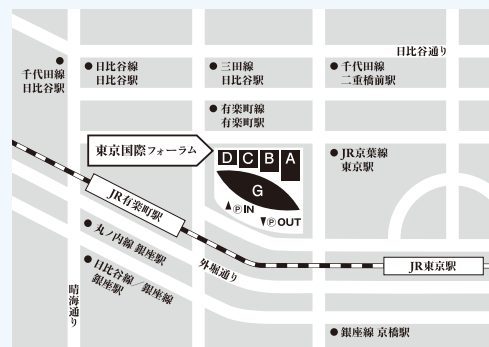 日比谷通り
千代田線
日比谷駅
日比谷線
日比谷駅
三田線
日比谷駅
千代田線
二重橋前駅
有楽町線
有楽町駅
東京国際フォーラム
D C B A
G
P IN
P OUT
JR京葉線
東京駅
JR有楽町駅
丸ノ内線 銀座駅
日比谷線／銀座線
銀座駅
外堀通り
晴海通り
JR東京駅
銀座線 京橋駅